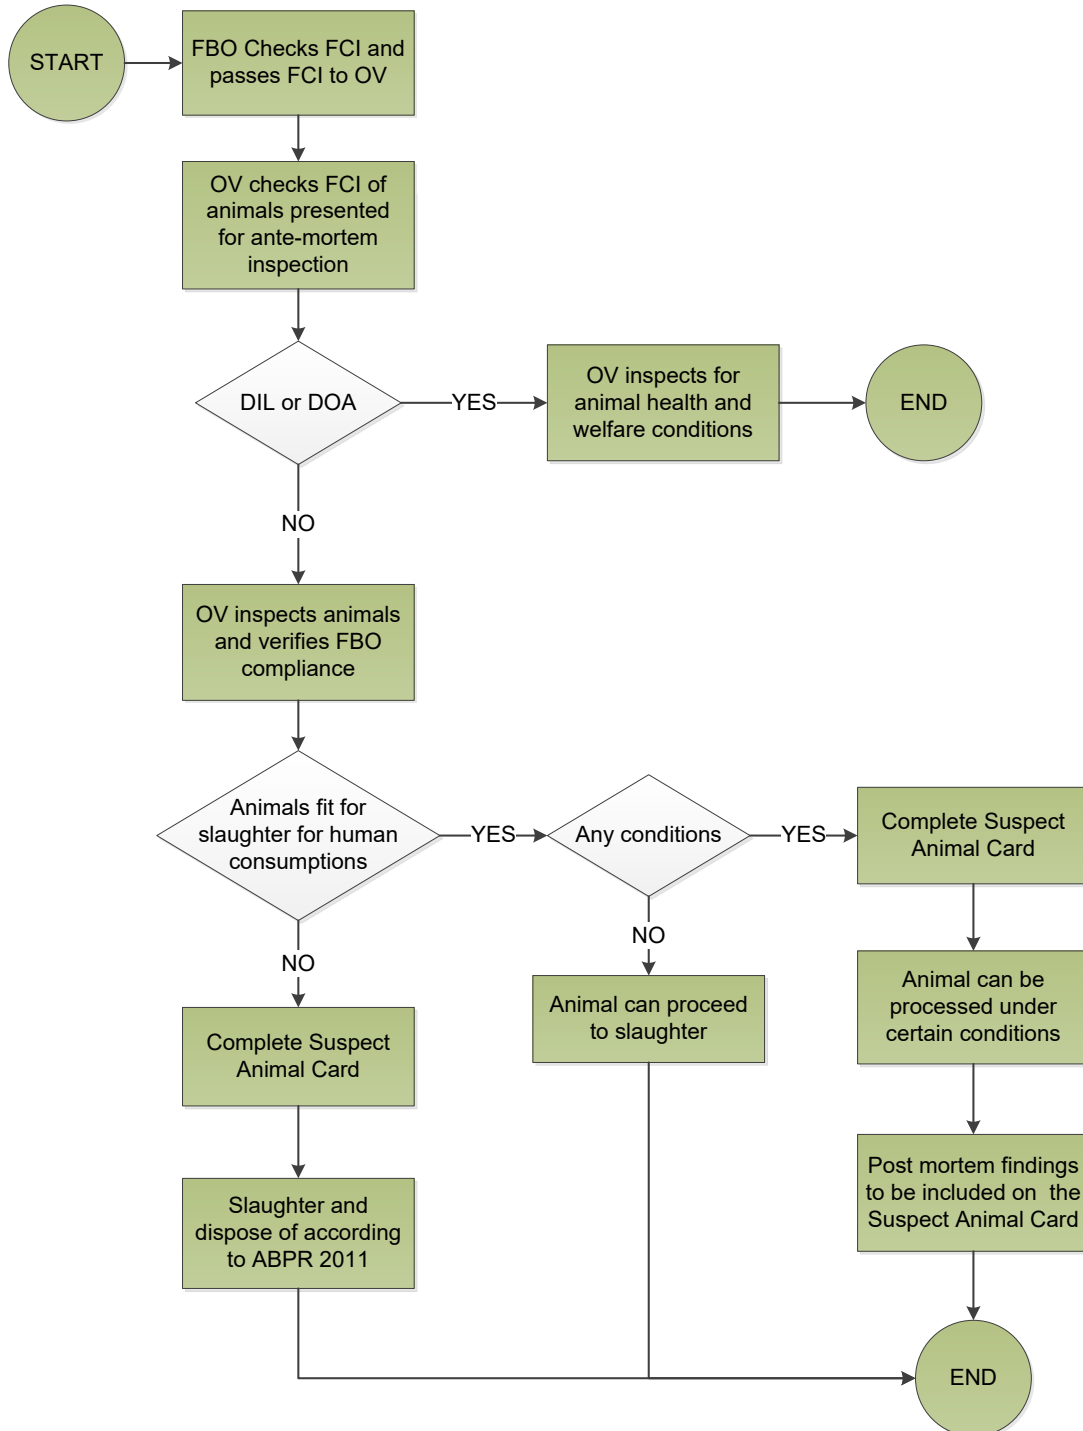 START
FBO Checks FCI and
passes FCI to OV
OV checks FCI of
animals presented
for ante-mortem
inspection
DIL or DOA
YES
OV inspects for
animal health and
welfare conditions
END
NO
OV inspects animals
and verifies FBO
compliance
Animals fit for
slaughter for human
consumptions
YES
Any conditions
YES
Complete Suspect
Animal Card
NO
NO
Animal can proceed
to slaughter
Animal can be
processed under
certain conditions
Complete Suspect
Animal Card
Post mortem findings
to be included on the
Suspect Animal Card
Slaughter and
dispose of according
to ABPR 2011
END